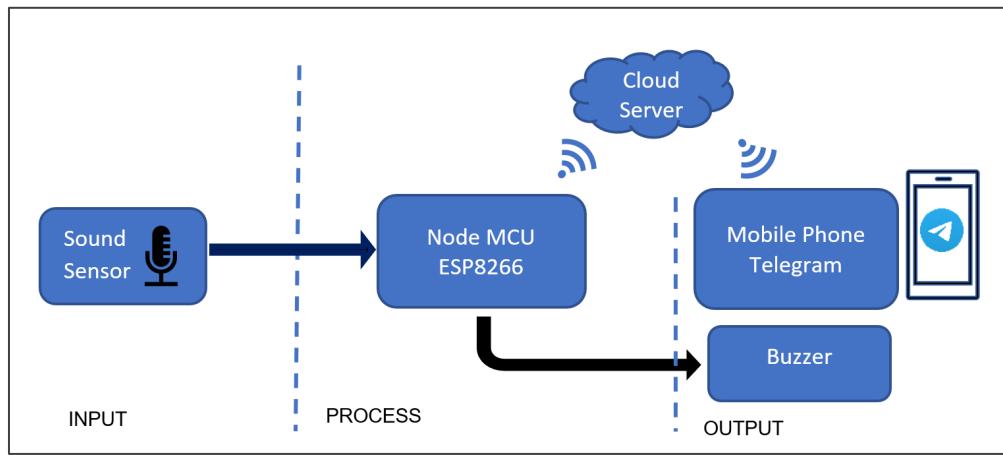 Cloud
Server
Sound
Sensor
Node MCU
ESP8266
Mobile Phone
Telegram
Buzzer
INPUT
PROCESS
OUTPUT